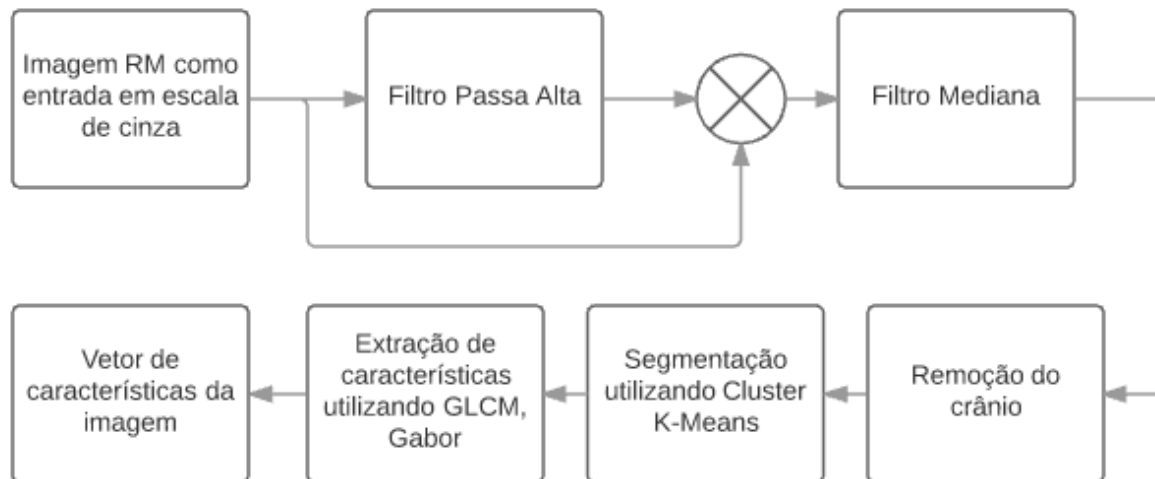 Imagem RM como
entrada em escala
de cinza
Filtro Passa Alta
Filtro Mediana
Remoção do
crânio
Segmentação
utilizando Cluster
K-Means
Extração de
características
utilizando GLCM,
Gabor
Vetor de
características da
imagem